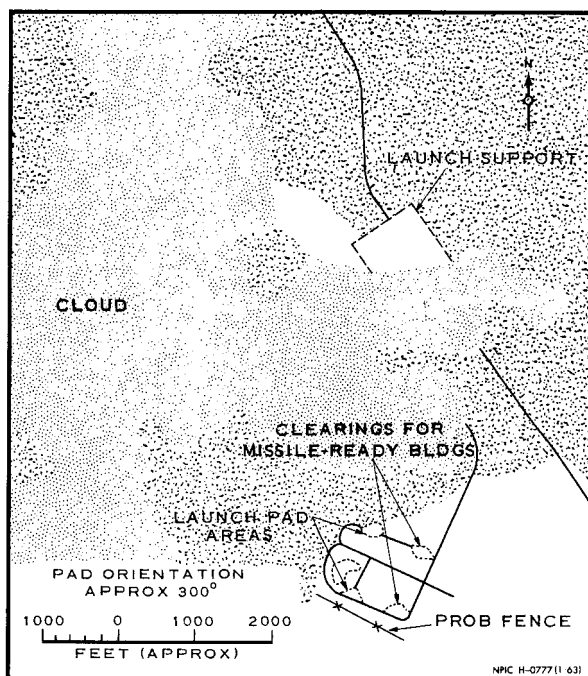 N
LAUNCH SUPPORT
CLOUD
CLEARINGS FOR
MISSILE-READY BLDGS
LAUNCH PAD
AREAS
PAD ORIENTATION
APPROX 300°
1000 0 1000 2000
FEET (APPROX)
PROB FENCE
NPIC H-0777 (1 63)